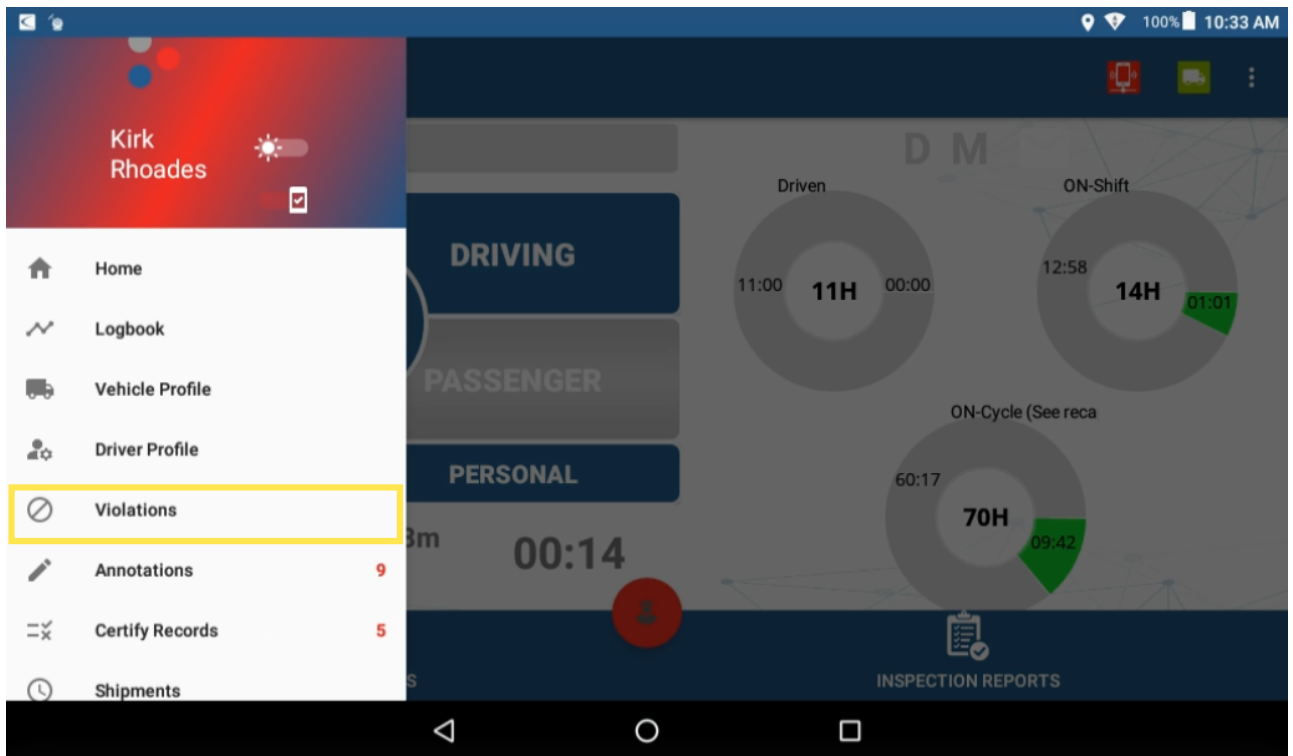 100% 10:33 AM
Kirk
Rhoades
Home
Logbook
Vehicle Profile
Driver Profile
Violations
Annotations 9
Certify Records 5
Shipments
DRIVING
PASSENGER
PERSONAL
3m 00:14
S
D M
Driven
11:00 11H 00:00
ON-Shift
12:58 14H 01:01
ON-Cycle (See reca
60:17 70H 09:42
INSPECTION REPORTS